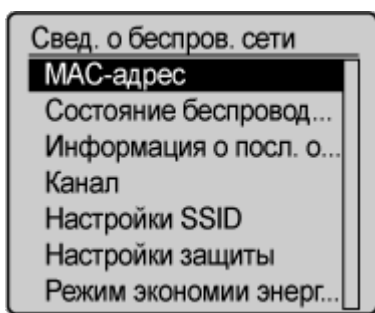 Свед. о беспров. сети
MAC-адрес
Состояние беспровод...
Информация о посл. о...
Канал
Настройки SSID
Настройки защиты
Режим экономии энерг...